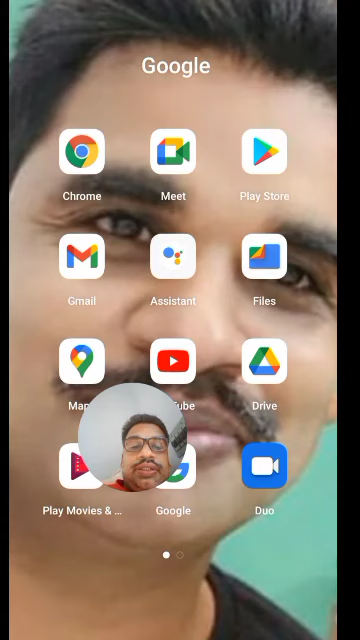 Google
Chrome
Meet
Play Store
Gmail
Assistant
Files
Drive
Play Movies & ...
Google
Duo